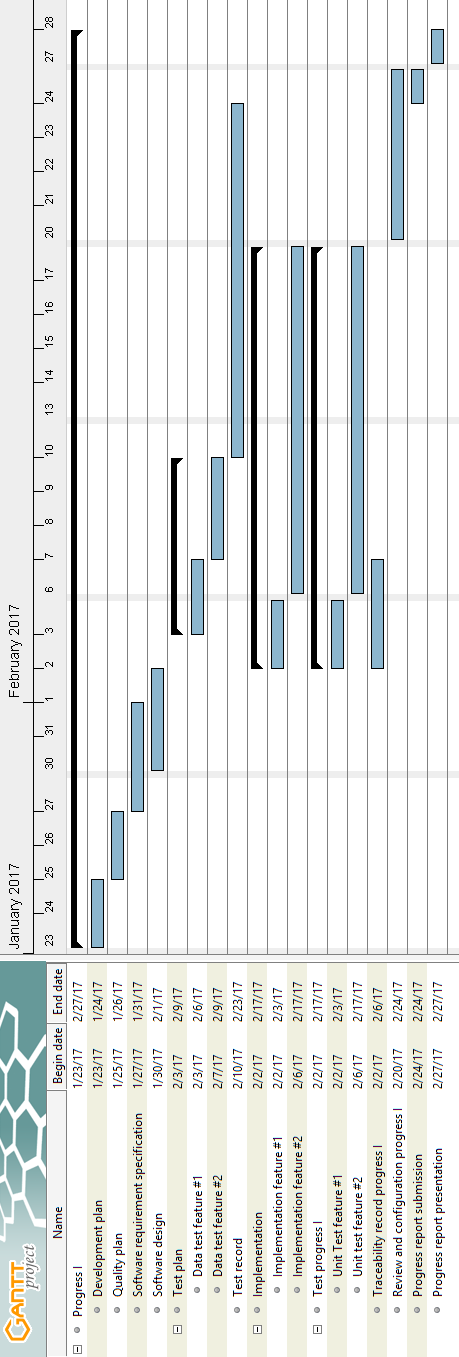 GANTT
project
Name Begin date End date
Progress I 1/23/17 2/27/17
Development plan 1/23/17 1/24/17
Quality plan 1/25/17 1/26/17
Software requirement specification 1/27/17 1/31/17
Software design 1/30/17 2/1/17
Test plan 2/3/17 2/9/17
Data test feature #1 2/3/17 2/6/17
Data test feature #2 2/7/17 2/9/17
Test record 2/10/17 2/23/17
Implementation 2/2/17 2/17/17
Implementation feature #1 2/2/17 2/3/17
Implementation feature #2 2/6/17 2/17/17
Test progress I 2/2/17 2/17/17
Unit Test feature #1 2/2/17 2/3/17
Unit test feature #2 2/6/17 2/17/17
Traceability record progress I 2/2/17 2/6/17
Review and configuration progress I 2/20/17 2/24/17
Progress report submission 2/24/17 2/24/17
Progress report presentation 2/27/17 2/27/17
January 2017 February 2017
23 24 25 26 27 30 31 1 2 3 6 7 8 9 10 13 14 15 16 17 20 21 22 23 24 27 28